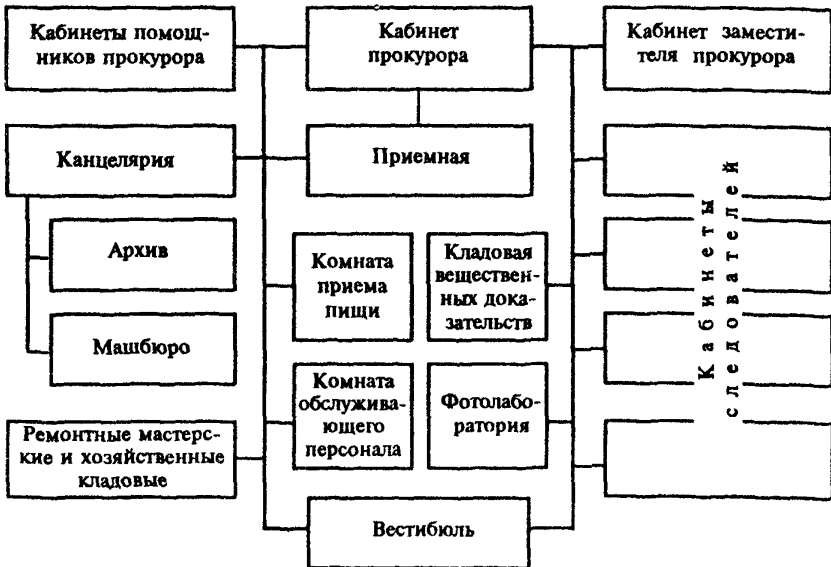 Кабинеты помощ-
ников прокурора
Кабинет
прокурора
Кабинет замести-
теля прокурора
Канцелярия
Приемная
Архив
Машбюро
Комната
приема
пищи
Кладовая
веществен-
ных дока-
зательств
Кабинеты
следователей
Комната
обслужива-
ющего
персонала
Фотолабо-
ратория
Ремонтные мастерс-
кие и хозяйственные
кладовые
Вестибюль